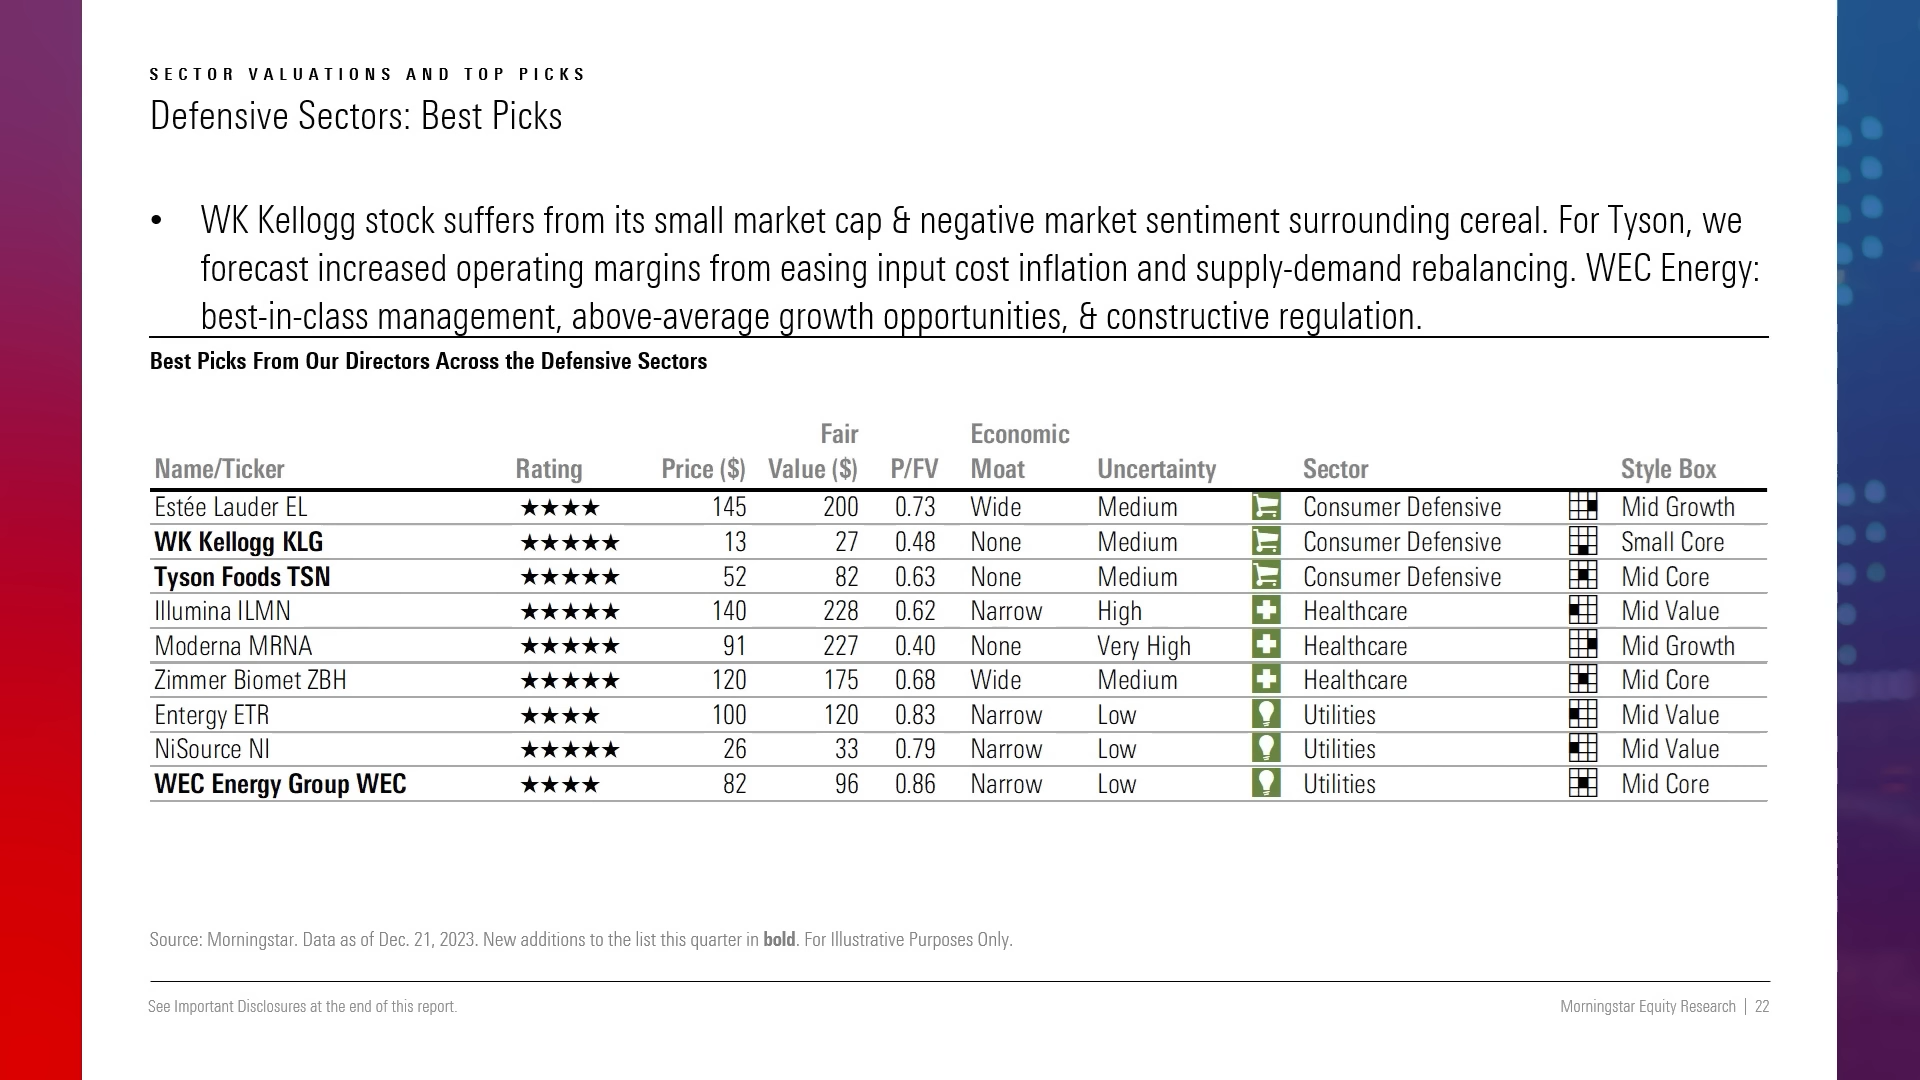 SECTOR VALUATIONS AND TOP PICKS
Defensive Sectors: Best Picks
• WK Kellogg stock suffers from its small market cap & negative market sentiment surrounding cereal. For Tyson, we
forecast increased operating margins from easing input cost inflation and supply-demand rebalancing. WEC Energy:
best-in-class management, above-average growth opportunities, & constructive regulation.
Best Picks From Our Directors Across the Defensive Sectors
Fair Economic
Name/Ticker Rating Price ($) Value ($) P/FV Moat Uncertainty Sector Style Box
Estée Lauder EL ★★★★ 145 200 0.73 Wide Medium Consumer Defensive Mid Growth
WK Kellogg KLG ★★★★★ 13 27 0.48 None Medium Consumer Defensive Small Core
Tyson Foods TSN ★★★★★ 52 82 0.63 None Medium Consumer Defensive Mid Core
Illumina ILMN ★★★★★ 140 228 0.62 Narrow High Healthcare Mid Value
Moderna MRNA ★★★★★ 91 227 0.40 None Very High Healthcare Mid Growth
Zimmer Biomet ZBH ★★★★★ 120 175 0.68 Wide Medium Healthcare Mid Core
Entergy ETR ★★★★ 100 120 0.83 Narrow Low Utilities Mid Value
NiSource NI ★★★★★ 26 33 0.79 Narrow Low Utilities Mid Value
WEC Energy Group WEC ★★★★ 82 96 0.86 Narrow Low Utilities Mid Core
Source: Morningstar. Data as of Dec. 21, 2023. New additions to the list this quarter in bold. For Illustrative Purposes Only.
See Important Disclosures at the end of this report. Morningstar Equity Research | 22